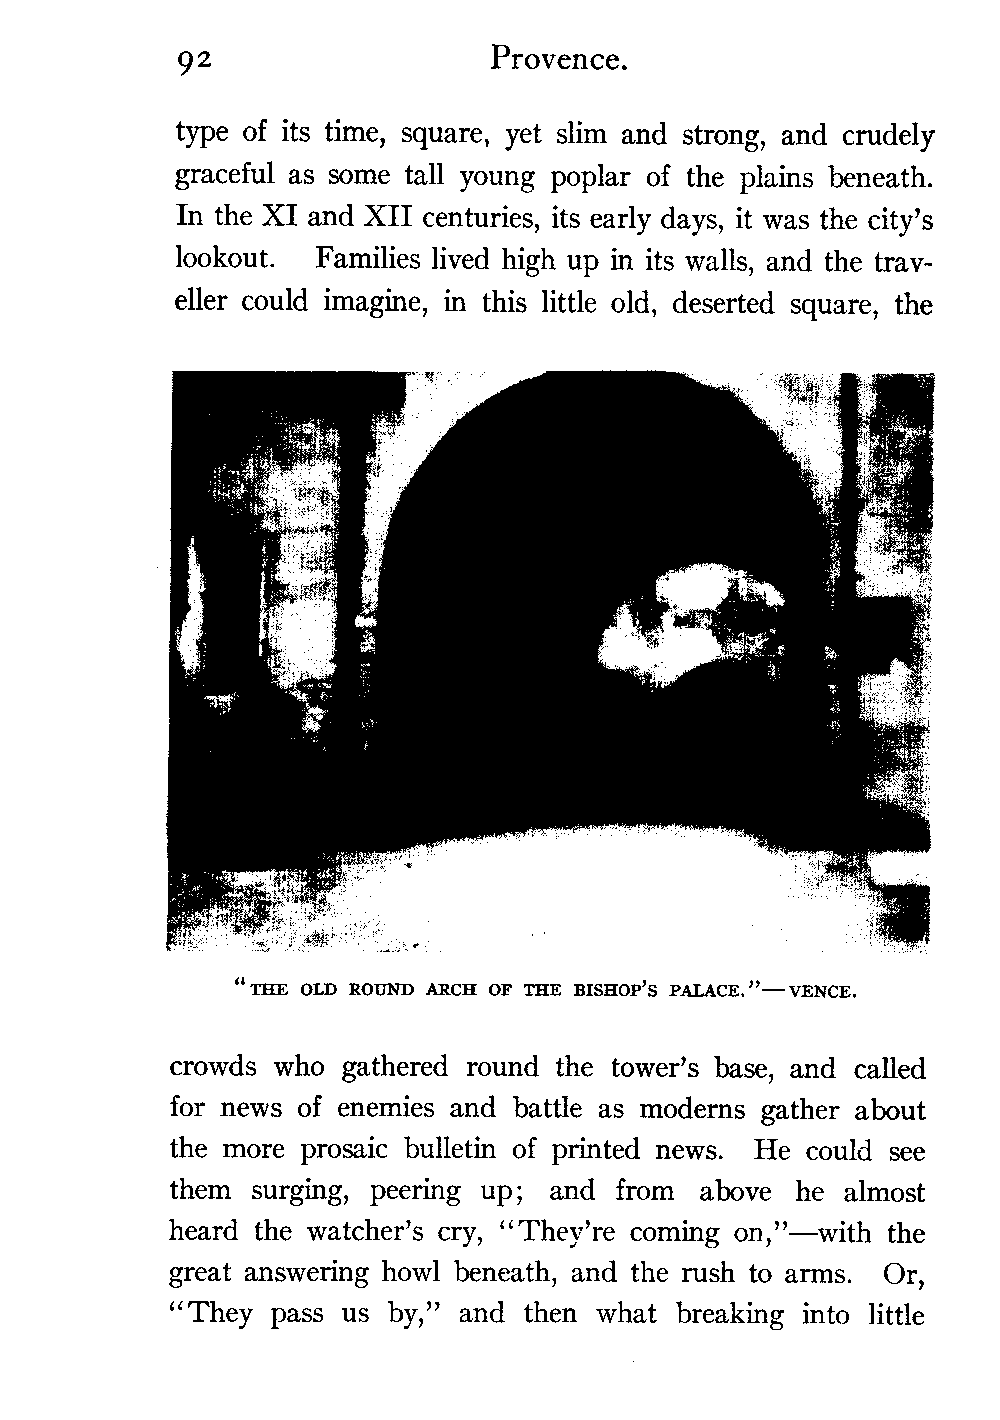 92 Provence.
type of its time, square, yet slim and strong, and crudely
graceful as some tall young poplar of the plains beneath.
In the XI and XII centuries, its early days, it was the city's
lookout. Families lived high up in its walls, and the trav-
eller could imagine, in this little old, deserted square, the
"THE OLD ROUND ARCH OF THE BISHOP'S PALACE."—VENCE.
crowds who gathered round the tower's base, and called
for news of enemies and battle as moderns gather about
the more prosaic bulletin of printed news. He could see
them surging, peering up; and from above he almost
heard the watcher's cry, "They're coming on,"—with the
great answering howl beneath, and the rush to arms. Or,
"They pass us by," and then what breaking into little